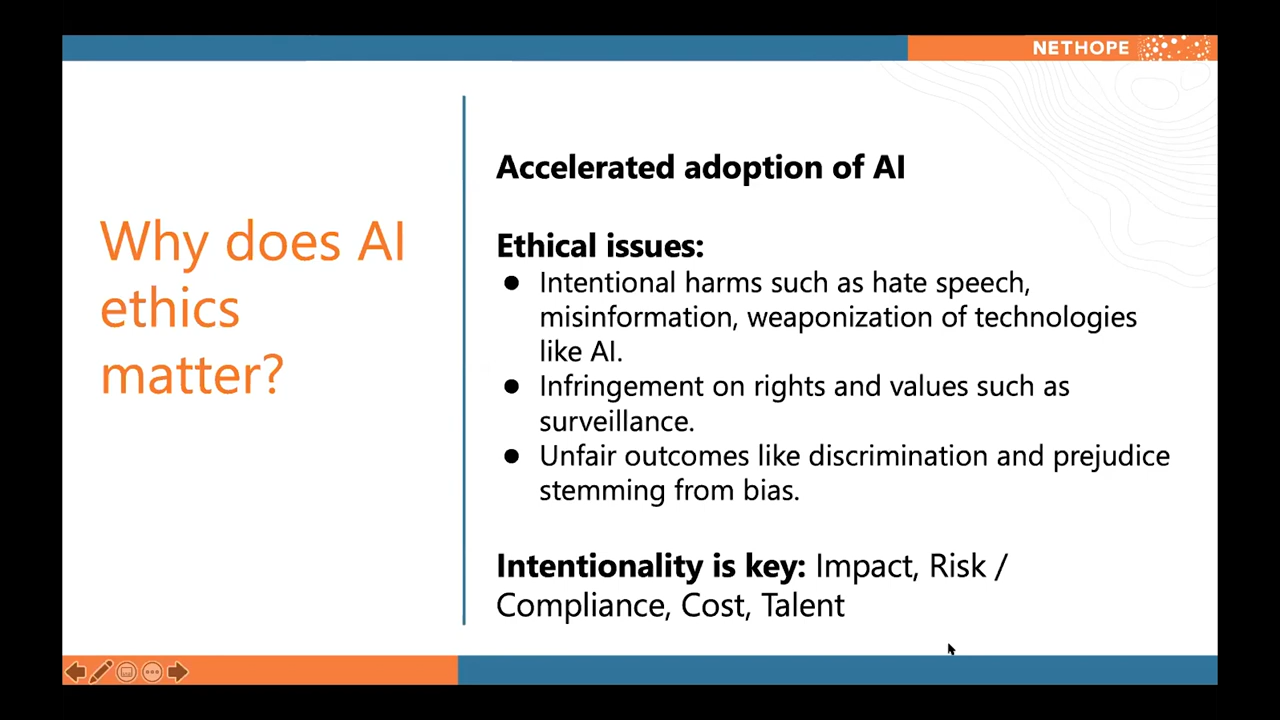 NETHOPE
Why does AI
ethics
matter?
Accelerated adoption of AI
Ethical issues:
● Intentional harms such as hate speech,
misinformation, weaponization of technologies
like AI.
● Infringement on rights and values such as
surveillance.
● Unfair outcomes like discrimination and prejudice
stemming from bias.
Intentionality is key: Impact, Risk /
Compliance, Cost, Talent